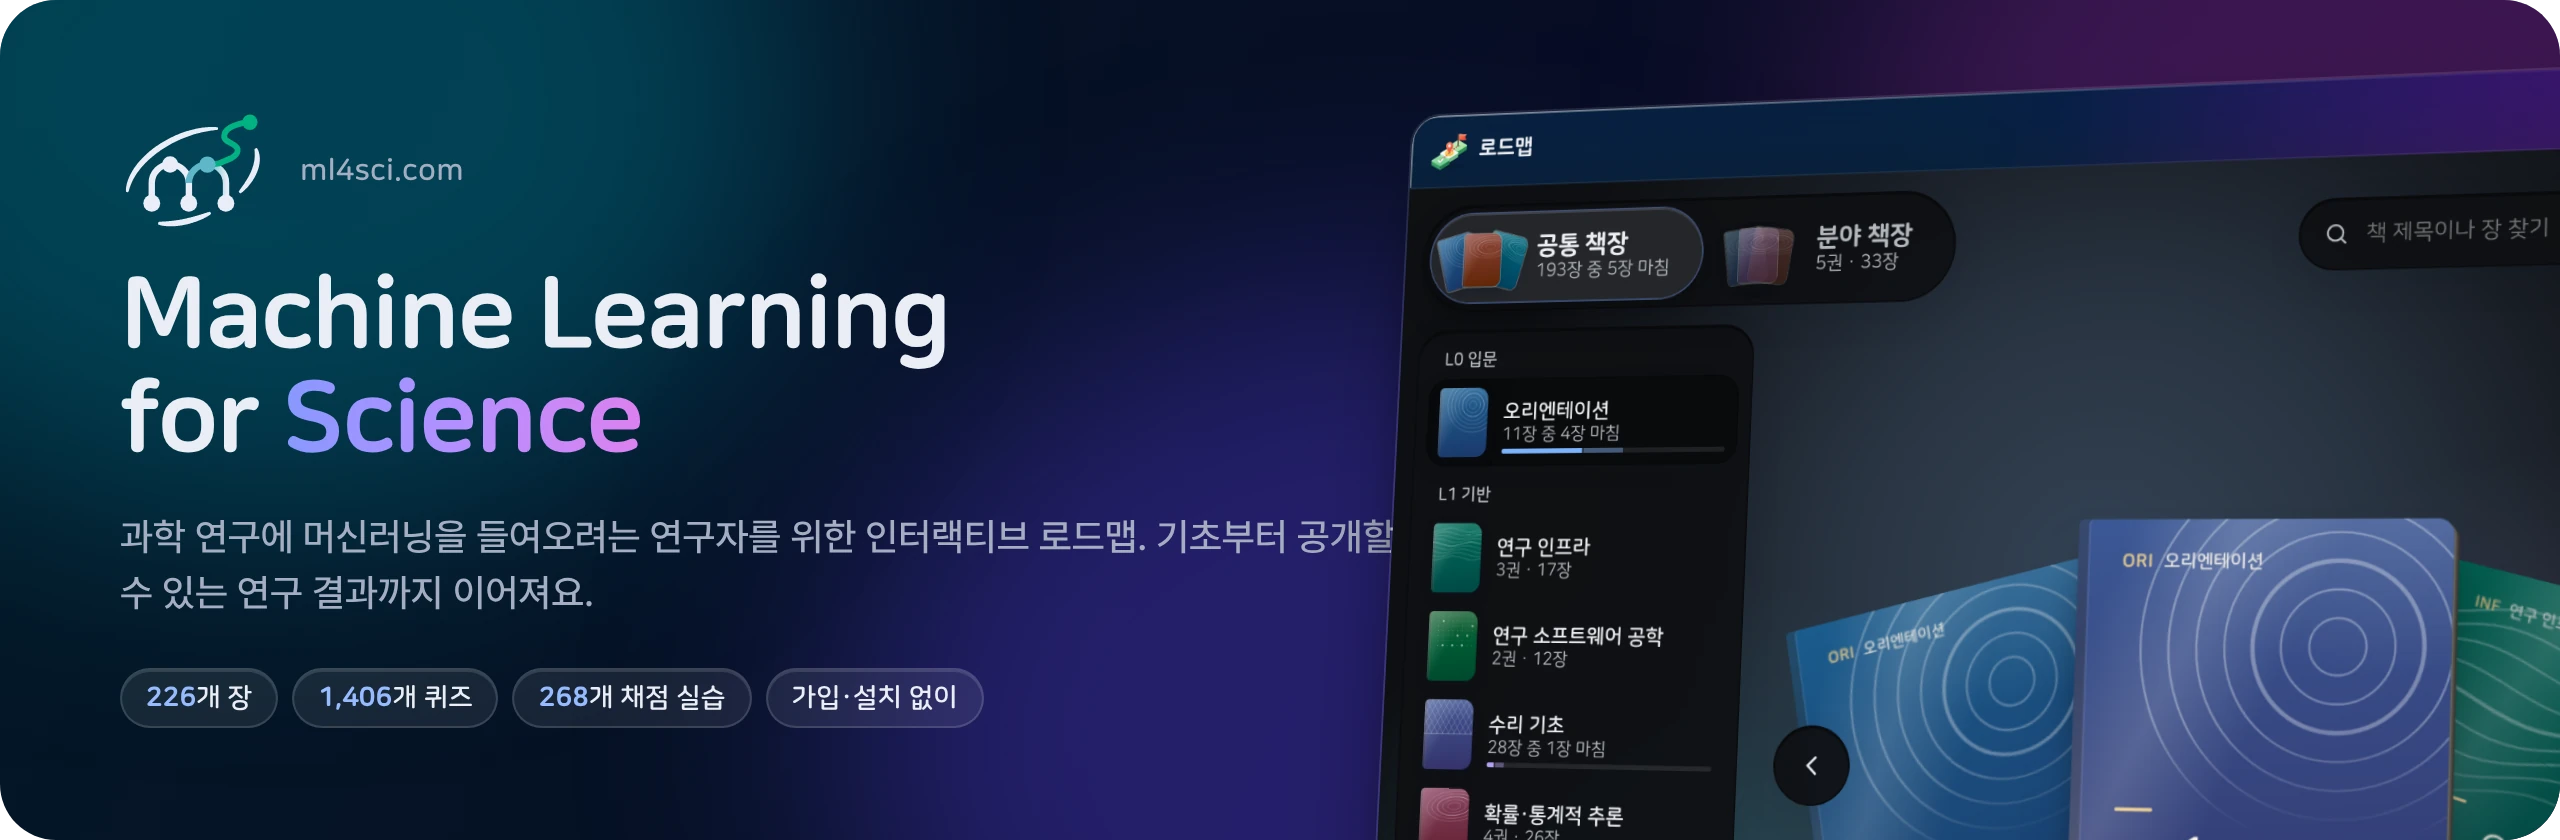 ml4sci.com
Machine Learning
for Science
과학 연구에 머신러닝을 들여오려는 연구자를 위한 인터랙티브 로드맵. 기초부터 공개할
수 있는 연구 결과까지 이어져요.
226개 장
1,406개 퀴즈
268개 채점 실습
가입·설치 없이
로드맵
공통 책장
193장 중 5장 마침
분야 책장
5권 · 33장
책 제목이나 장 찾기
L0 입문
오리엔테이션
11장 중 4장 마침
L1 기반
연구 인프라
3권 · 17장
연구 소프트웨어 공학
2권 · 12장
수리 기초
28장 중 1장 마침
확률·통계적 추론
4권 · 26장
ORI 오리엔테이션
ORI 오리엔테이션
INF 연구